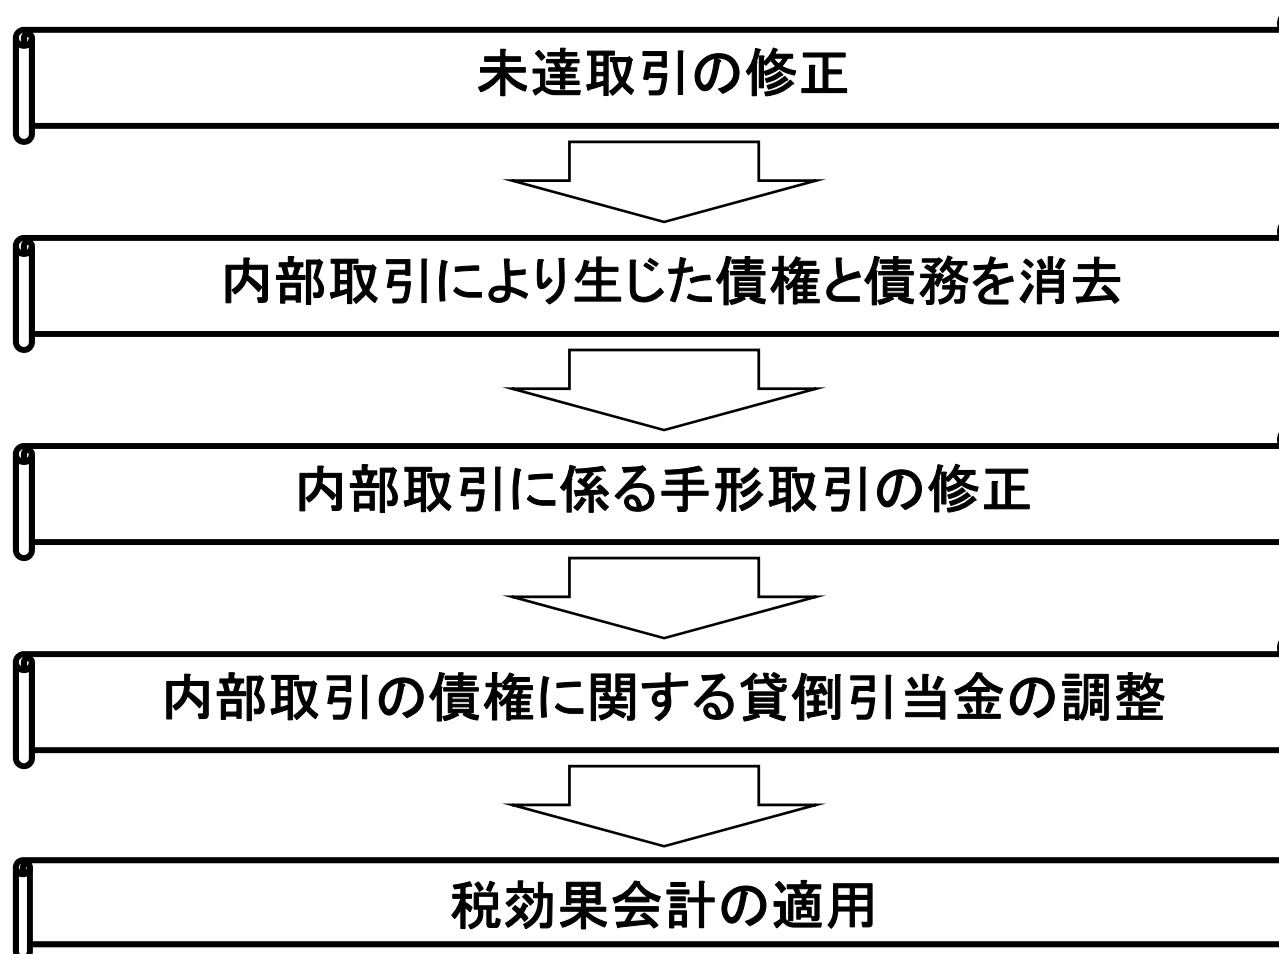 未達取引の修正
内部取引により生じた債権と債務を消去
内部取引に係る手形取引の修正
内部取引の債権に関する貸倒引当金の調整
税効果会計の適用